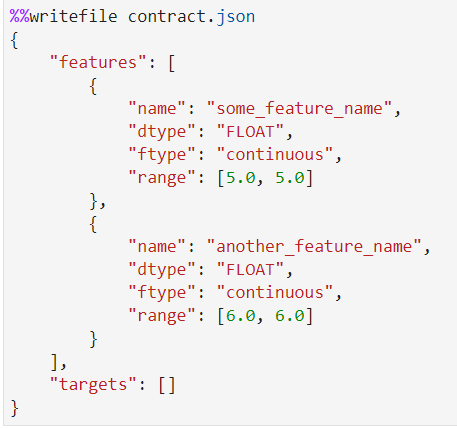 %%writefile contract.json
{
    "features": [
        {
            "name": "some_feature_name",
            "dtype": "FLOAT",
            "ftype": "continuous",
            "range": [5.0, 5.0]
        },
        {
            "name": "another_feature_name",
            "dtype": "FLOAT",
            "ftype": "continuous",
            "range": [6.0, 6.0]
        }
    ],
    "targets": []
}